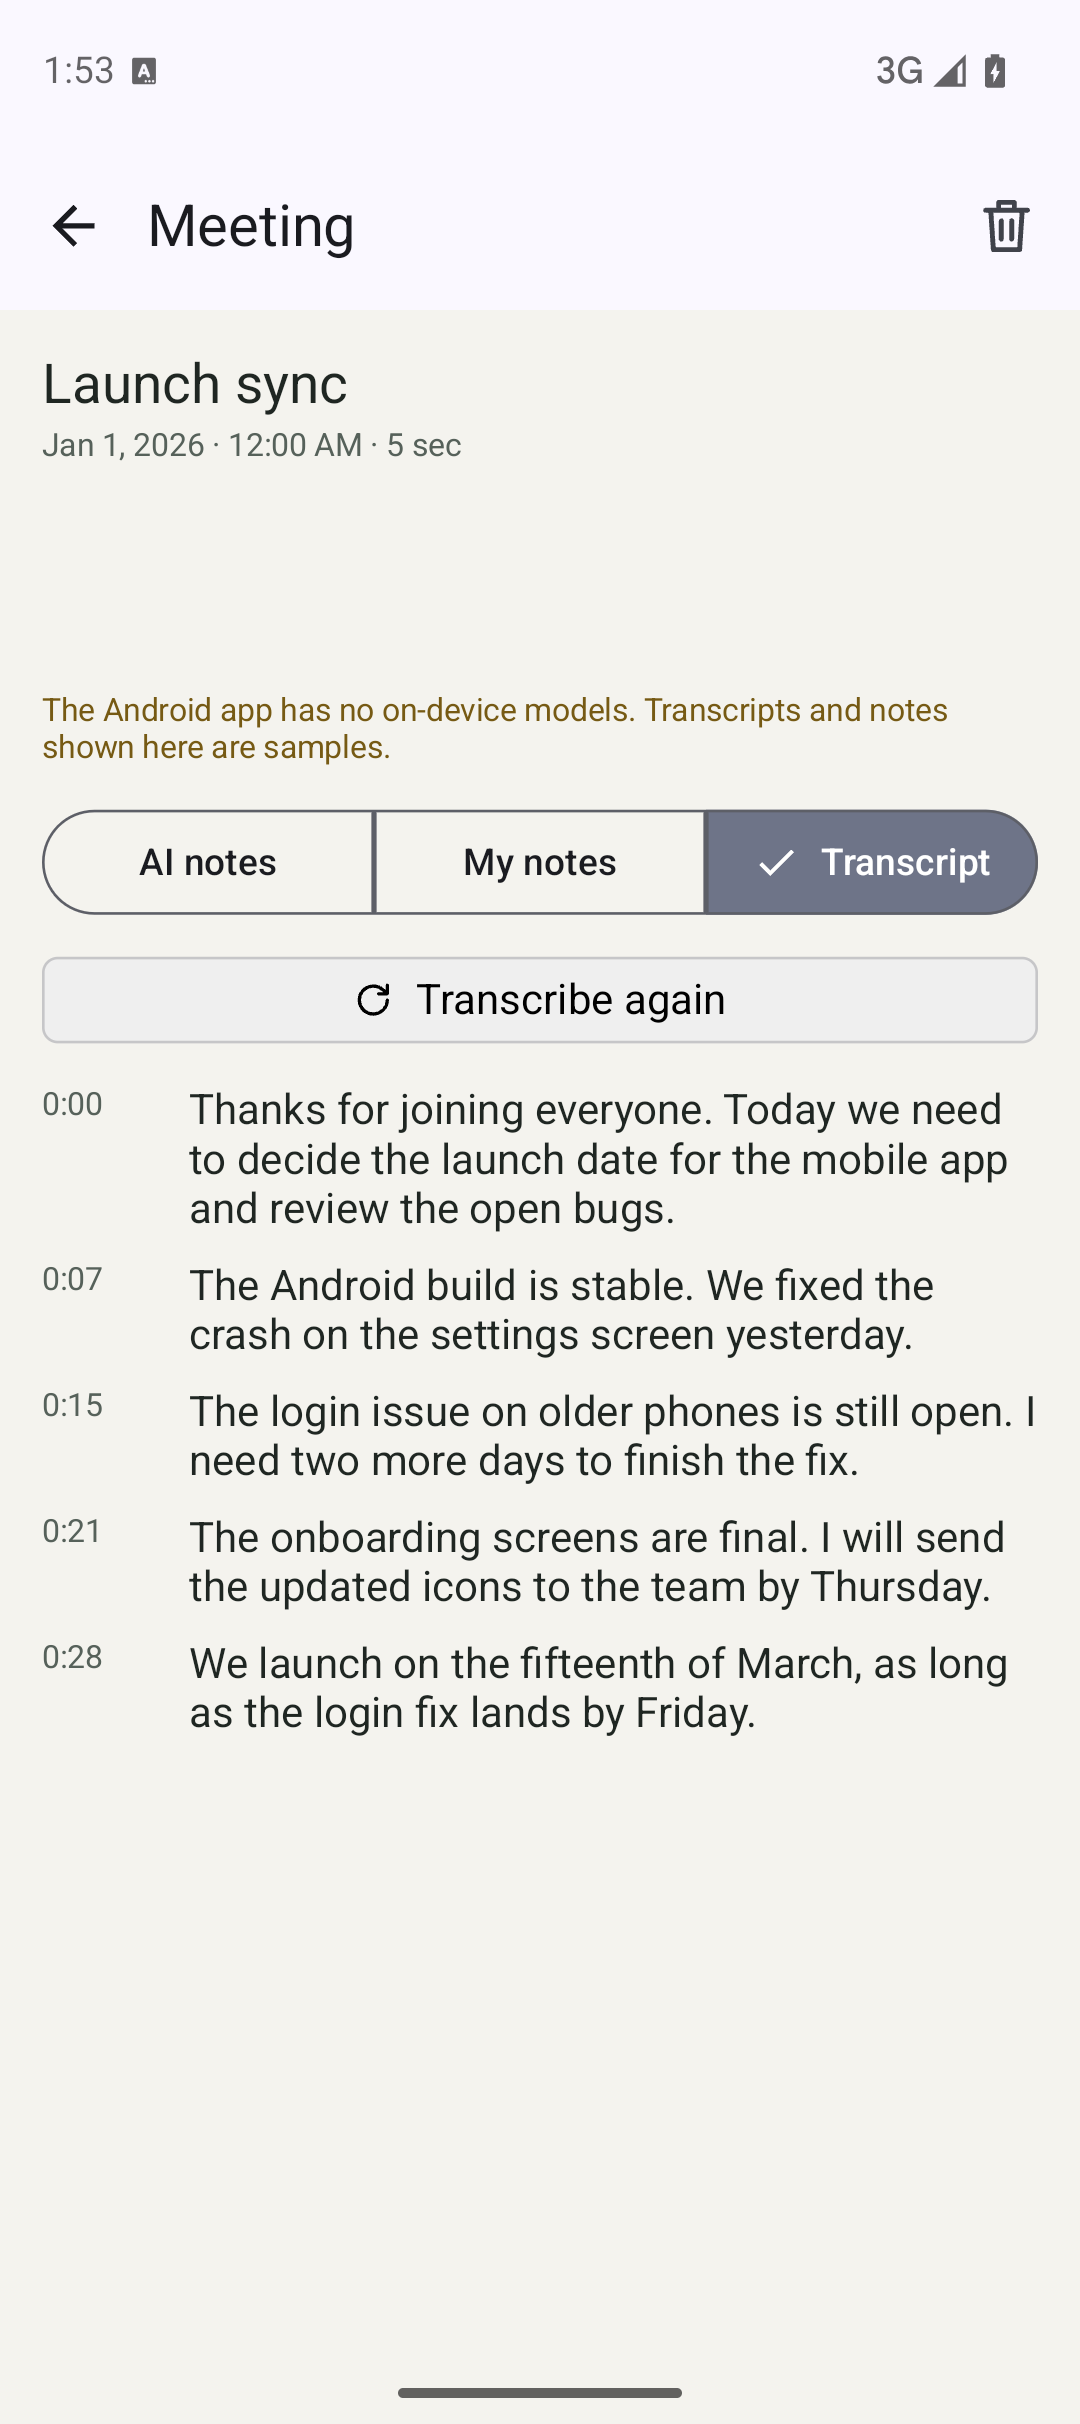 1:53
3G
Meeting
Launch sync
Jan 1, 2026 · 12:00 AM · 5 sec
The Android app has no on-device models. Transcripts and notes
shown here are samples.
AI notes
My notes
Transcript
Transcribe again
0:00
Thanks for joining everyone. Today we need
to decide the launch date for the mobile app
and review the open bugs.
0:07
The Android build is stable. We fixed the
crash on the settings screen yesterday.
0:15
The login issue on older phones is still open. I
need two more days to finish the fix.
0:21
The onboarding screens are final. I will send
the updated icons to the team by Thursday.
0:28
We launch on the fifteenth of March, as long
as the login fix lands by Friday.